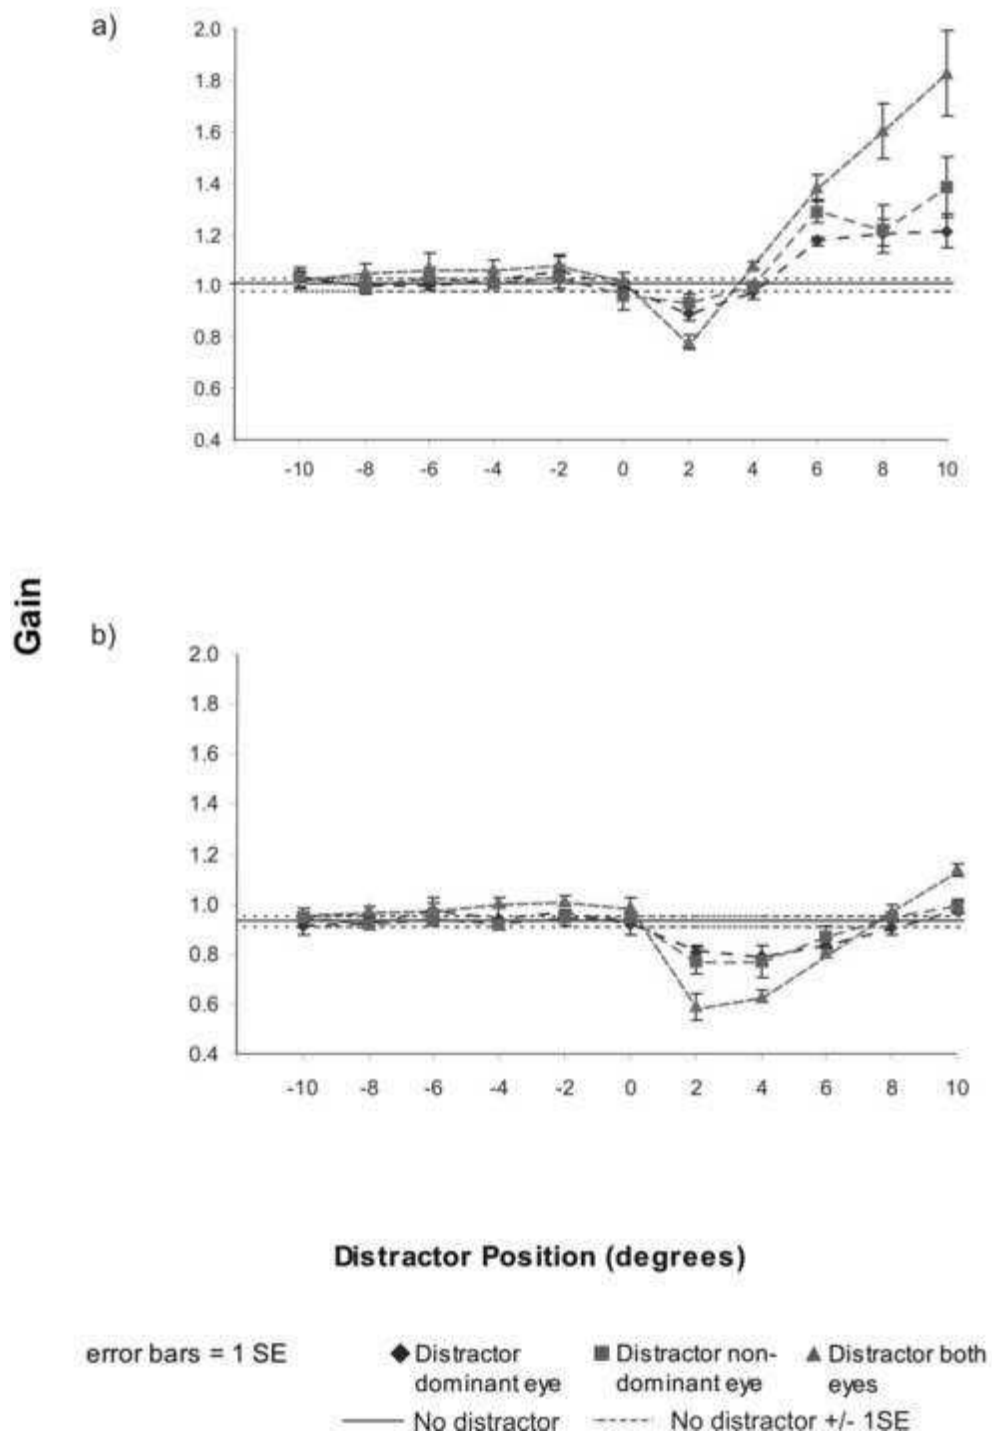 a)
2.0
1.8
1.6
1.4
1.2
1.0
0.8
0.6
0.4
-10 -8 -6 -4 -2 0 2 4 6 8 10
Gain
b)
2.0
1.8
1.6
1.4
1.2
1.0
0.8
0.6
0.4
-10 -8 -6 -4 -2 0 2 4 6 8 10
Distractor Position (degrees)
error bars = 1 SE
Distractor
dominant eye
Distractor non-
dominant eye
Distractor both
eyes
No distractor
No distractor +/- 1SE